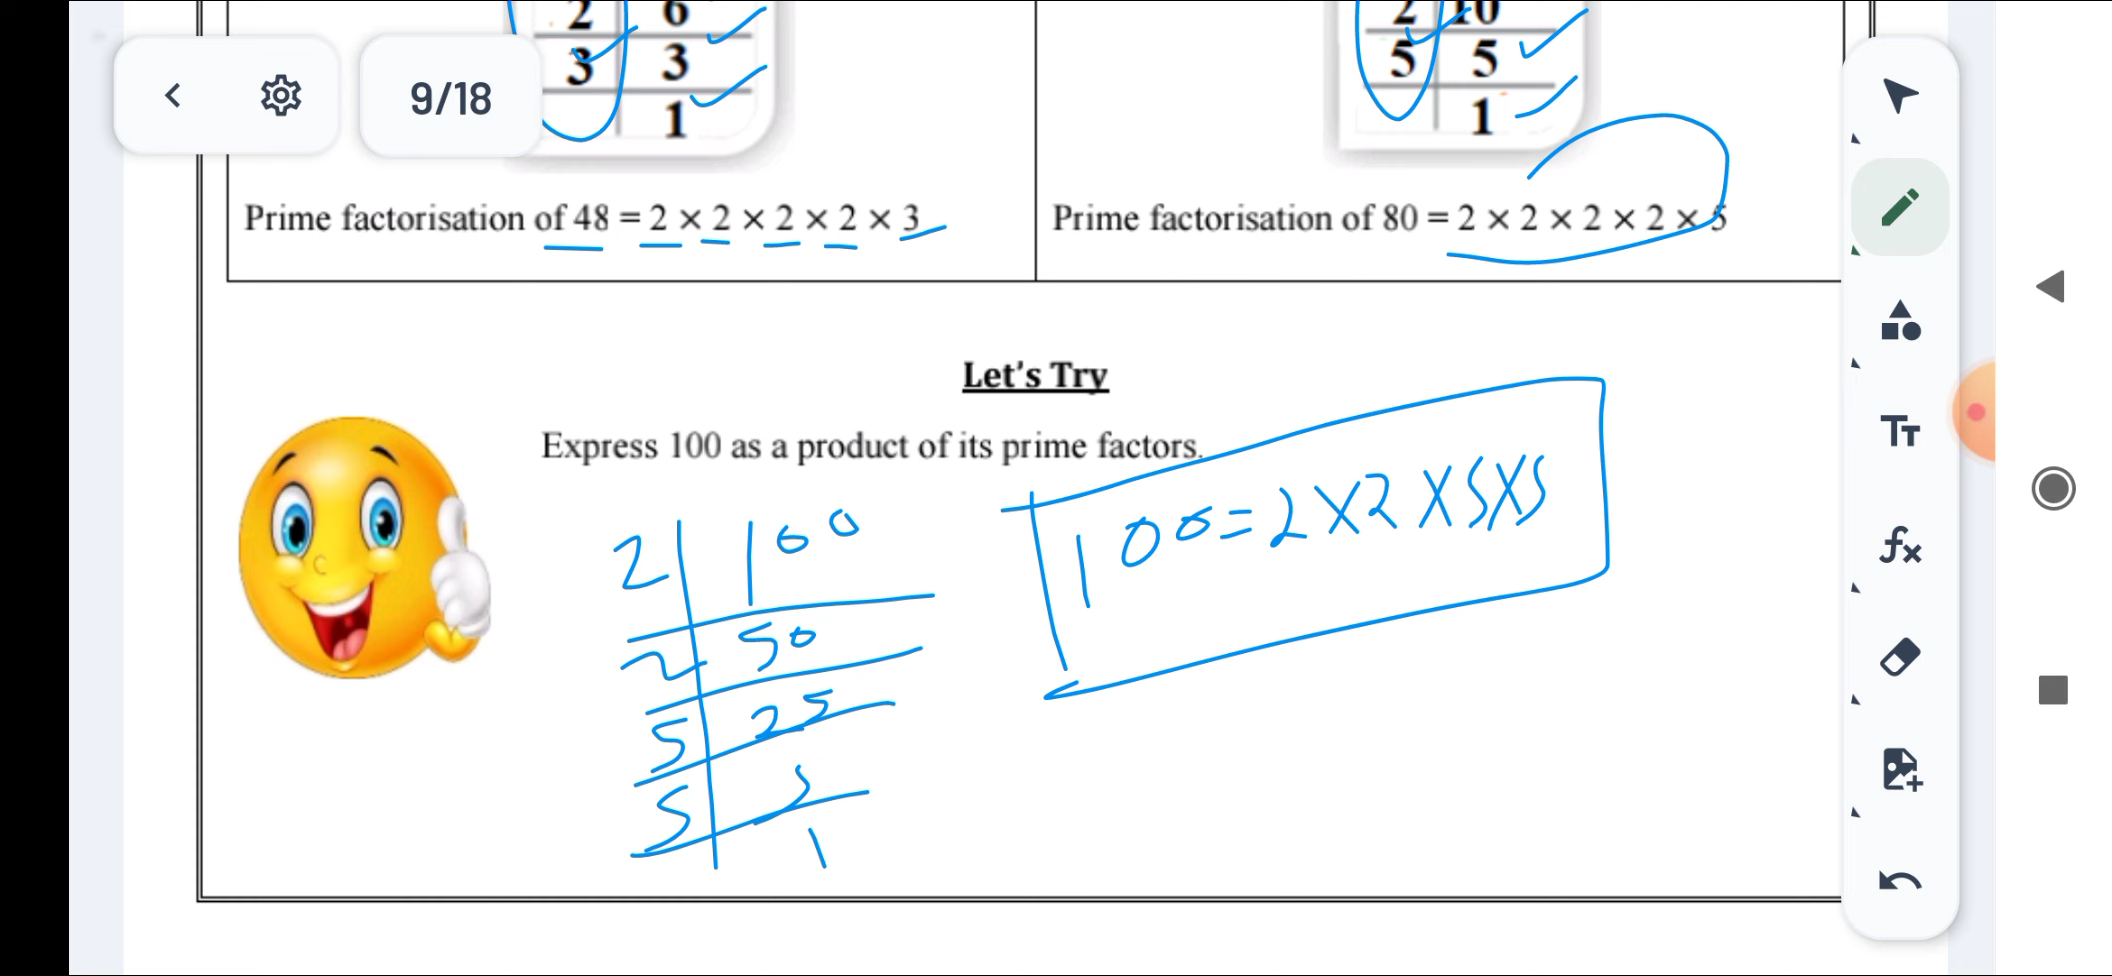 2 6
3 3
1
2 10
5 5
1
9/18
Prime factorisation of 48 = 2 × 2 × 2 × 2 × 3
Prime factorisation of 80 = 2 × 2 × 2 × 2 × 5
Let's Try
Express 100 as a product of its prime factors.
2 100
2 50
5 25
5 5
1
100=2X2X5X5
TT
fx